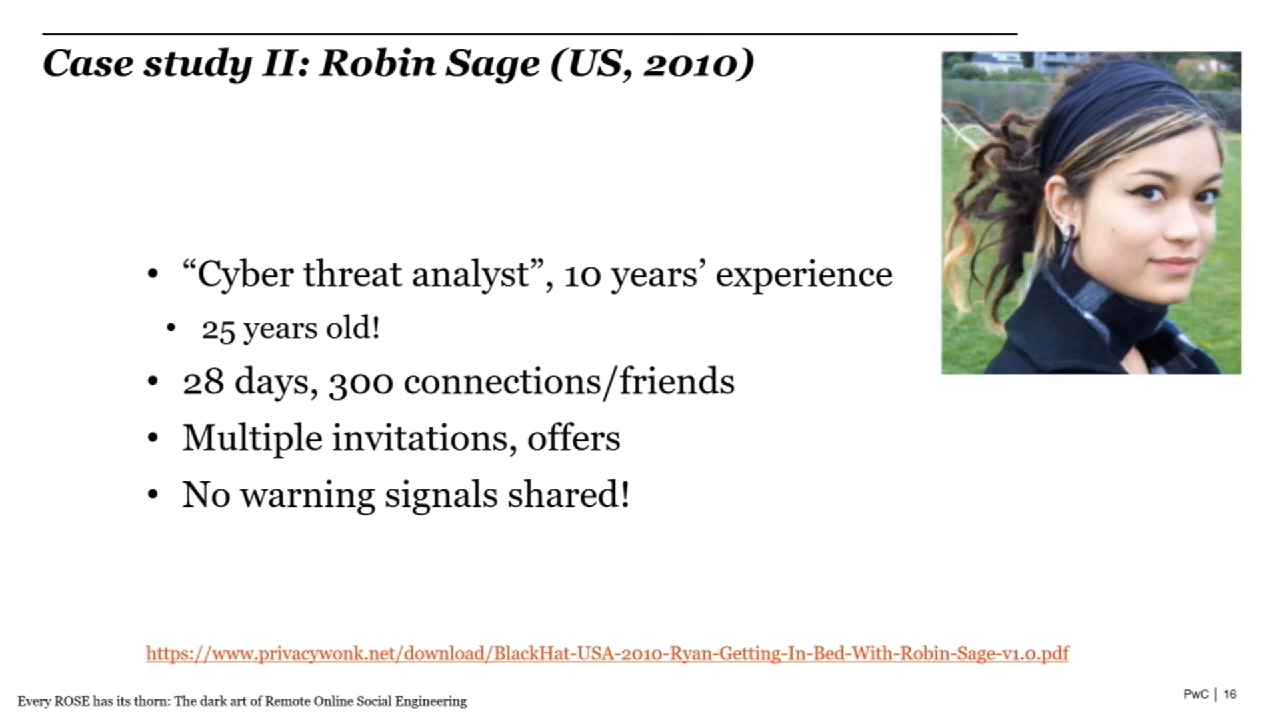 Case study II: Robin Sage (US, 2010)
• “Cyber threat analyst”, 10 years’ experience
• 25 years old!
• 28 days, 300 connections/friends
• Multiple invitations, offers
• No warning signals shared!
https://www.privacywonk.net/download/BlackHat-USA-2010-Ryan-Getting-In-Bed-With-Robin-Sage-v1.0.pdf
Every ROSE has its thorn: The dark art of Remote Online Social Engineering
PwC | 16